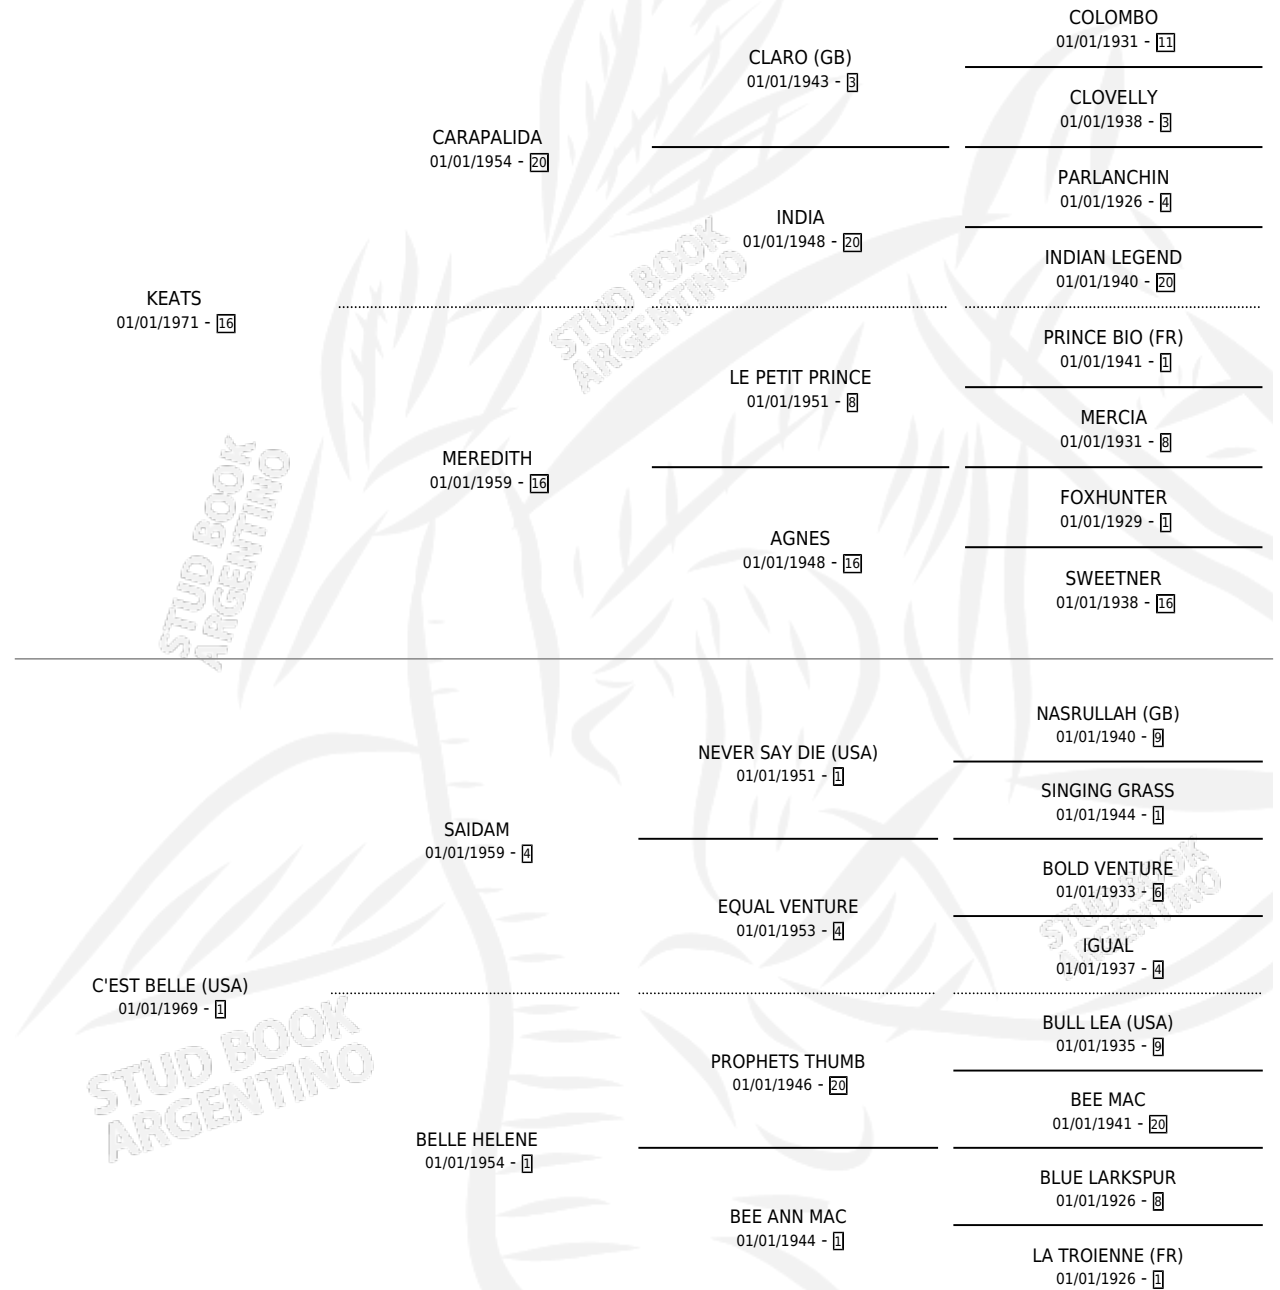 COLOMBO
01/01/1931 - 11
CLARO (GB)
01/01/1943 - 3
CLOVELLY
01/01/1938 - 3
CARAPALIDA
01/01/1954 - 20
PARLANCHIN
01/01/1926 - 4
INDIA
01/01/1948 - 20
INDIAN LEGEND
01/01/1940 - 20
KEATS
01/01/1971 - 16
STUD BOOK
ARGENTINO
PRINCE BIO (FR)
01/01/1941 - 1
LE PETIT PRINCE
01/01/1951 - 8
MERCIA
01/01/1931 - 8
MEREDITH
01/01/1959 - 16
FOXHUNTER
01/01/1929 - 1
AGNES
01/01/1948 - 16
SWEETNER
01/01/1938 - 16
STUD BOOK
ARGENTINO
NASRULLAH (GB)
01/01/1940 - 9
NEVER SAY DIE (USA)
01/01/1951 - 1
SINGING GRASS
01/01/1944 - 1
SAIDAM
01/01/1959 - 4
BOLD VENTURE
01/01/1933 - 6
EQUAL VENTURE
01/01/1953 - 4
IGUAL
01/01/1937 - 4
STUD BOOK
ARGENTINO
C'EST BELLE (USA)
01/01/1969 - 1
STUD BOOK
ARGENTINO
BULL LEA (USA)
01/01/1935 - 9
PROPHETS THUMB
01/01/1946 - 20
BEE MAC
01/01/1941 - 20
BELLE HELENE
01/01/1954 - 1
BLUE LARKSPUR
01/01/1926 - 8
BEE ANN MAC
01/01/1944 - 1
LA TROIENNE (FR)
01/01/1926 - 1